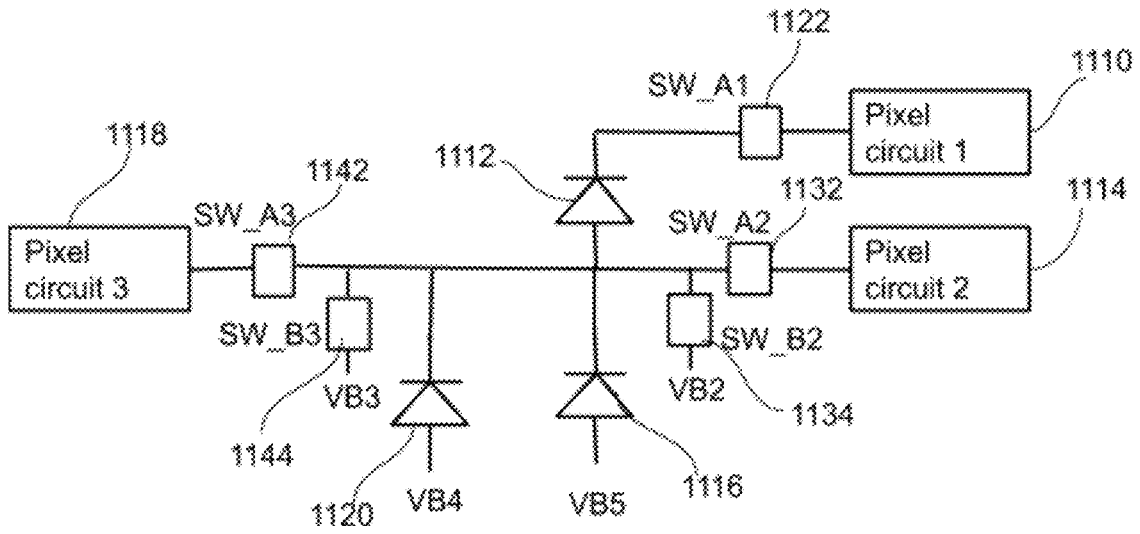 1122
SW_A1
1110
Pixel
circuit 1
1118
1112
1142
1132
1114
SW_A3
SW_A2
Pixel
circuit 3
Pixel
circuit 2
SW_B3
SW_B2
VB3
VB2
1134
1144
1116
1120
VB4
VB5